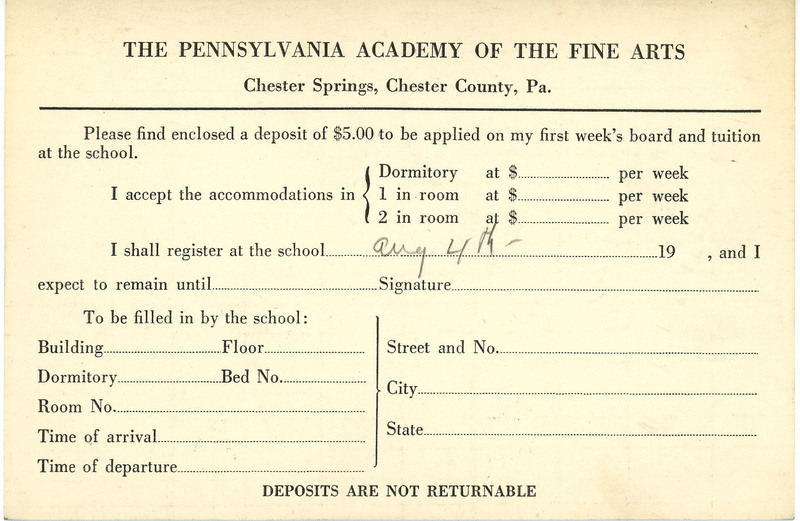 THE PENNSYLVANIA ACADEMY OF THE FINE ARTS
Chester Springs, Chester County, Pa.
Please find enclosed a deposit of $5.00 to be applied on my first week's board and tuition
at the school.
Dormitory at $.................... per week
I accept the accommodations in { 1 in room at $.................... per week
2 in room at $.................... per week
I shall register at the school.......Aug 4th -.......19 , and I
expect to remain until....................Signature....................
To be filled in by the school:
Building....................Floor....................
Street and No.....................
Dormitory....................Bed No.....................
City....................
Room No.....................
Time of arrival....................
State....................
Time of departure....................
DEPOSITS ARE NOT RETURNABLE